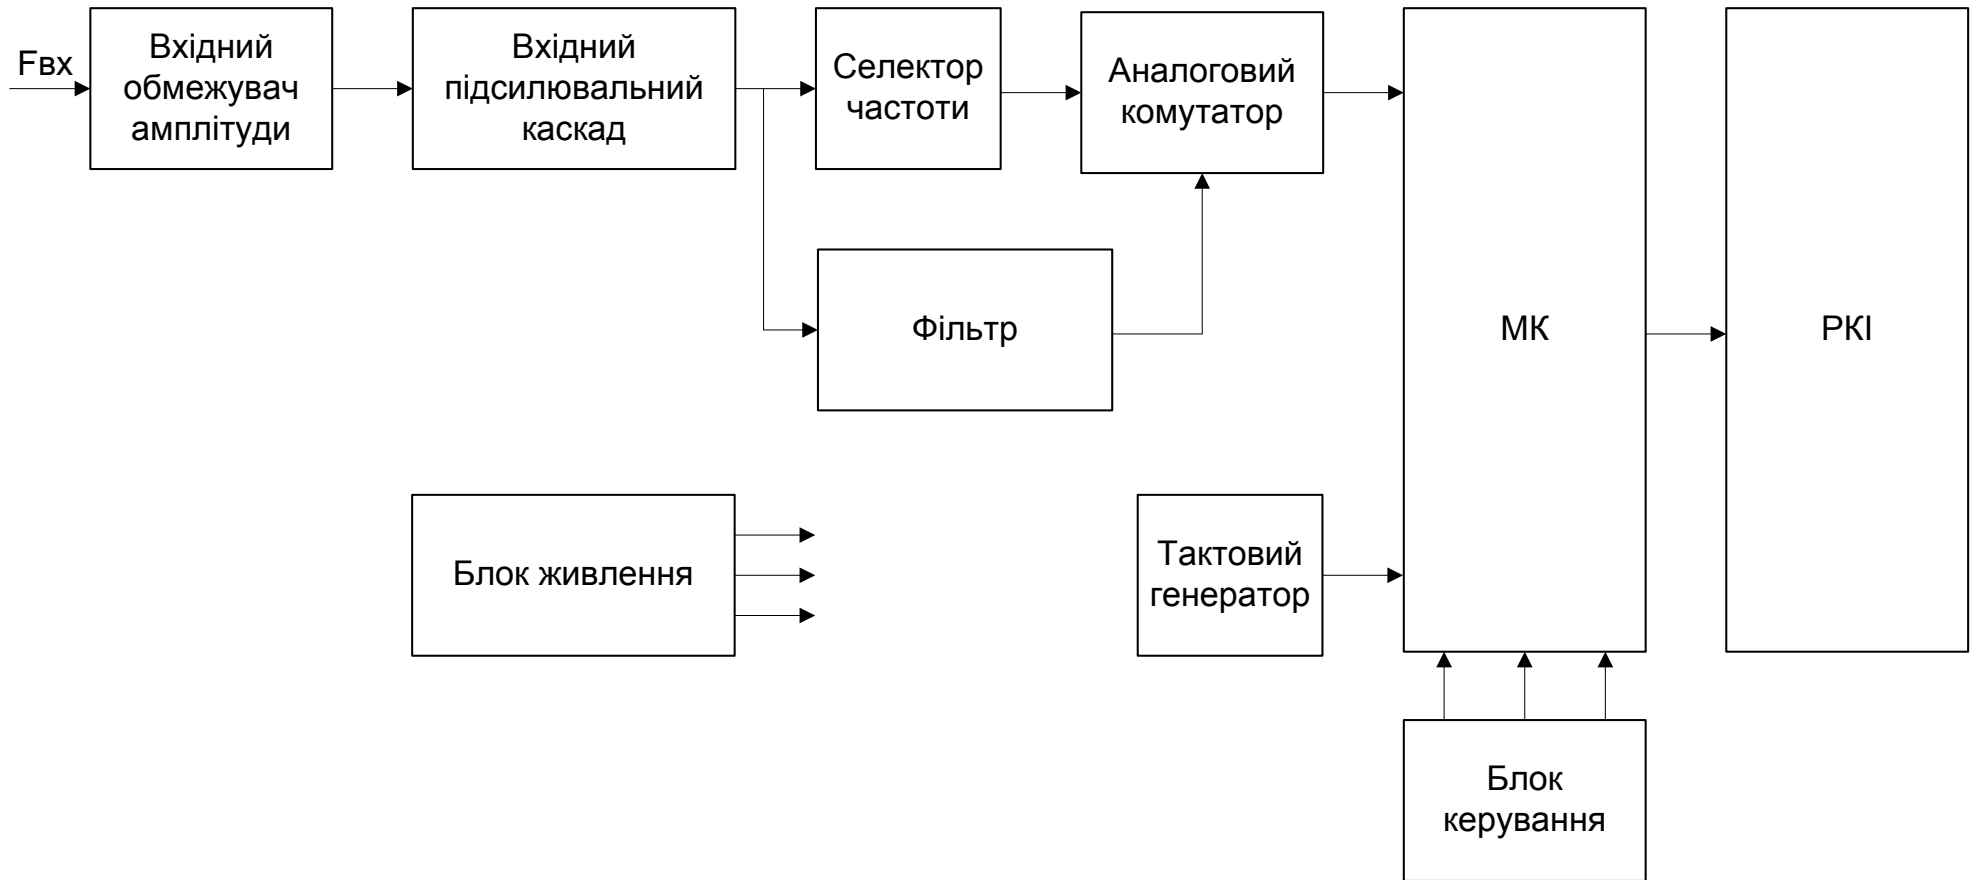 Fвх
Вхідний
обмежувач
амплітуди
Вхідний
підсилювальний
каскад
Селектор
частоти
Аналоговий
комутатор
МК
РКІ
Фільтр
Блок живлення
Тактовий
генератор
Блок
керування